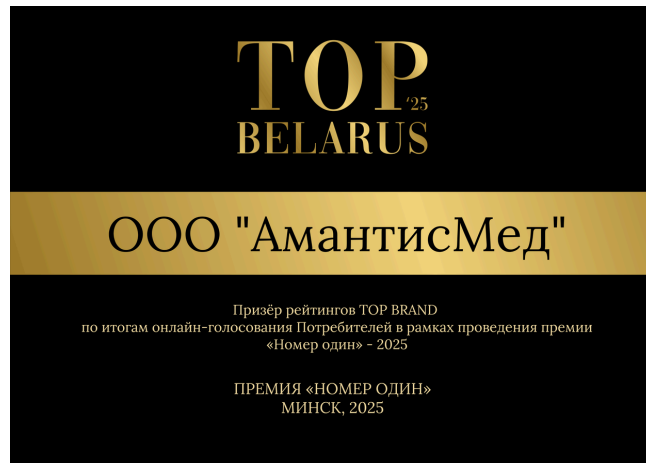 TOP
'25
BELARUS
ООО "АмантисМед"
Призёр рейтингов TOP BRAND
по итогам онлайн-голосования Потребителей в рамках проведения премии
«Номер один» - 2025
ПРЕМИЯ «НОМЕР ОДИН»
МИНСК, 2025